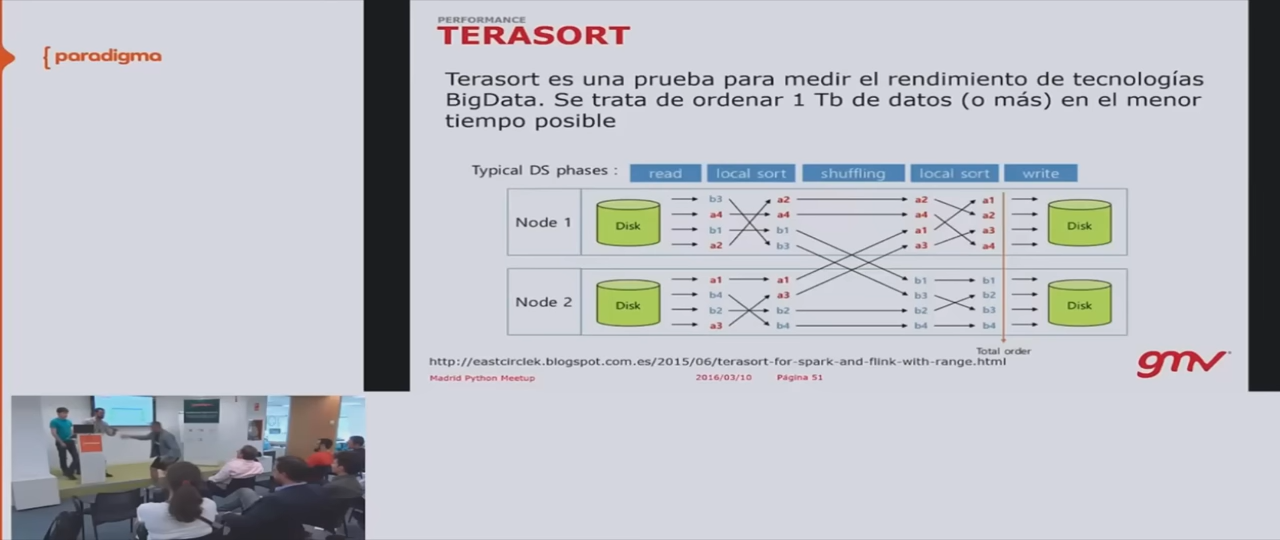 { paradigma
PERFORMANCE
TERASORT
Terasort es una prueba para medir el rendimiento de tecnologías
BigData. Se trata de ordenar 1 Tb de datos (o más) en el menor
tiempo posible
Typical DS phases : read local sort shuffling local sort write
Node 1 Disk Disk
b3 a2 a2 a1
a4 a4 a4 a2
b1 b1 a1 a3
a2 b3 a3 a4
Node 2 Disk Disk
a1 a1 b1 b1
b4 a3 b3 b2
b2 b2 b2 b3
a3 b4 b4 b4
Total order
http://eastcirclek.blogspot.com.es/2015/06/terasort-for-spark-and-flink-with-range.html
Madrid Python Meetup 2016/03/10 Página 51
gmv